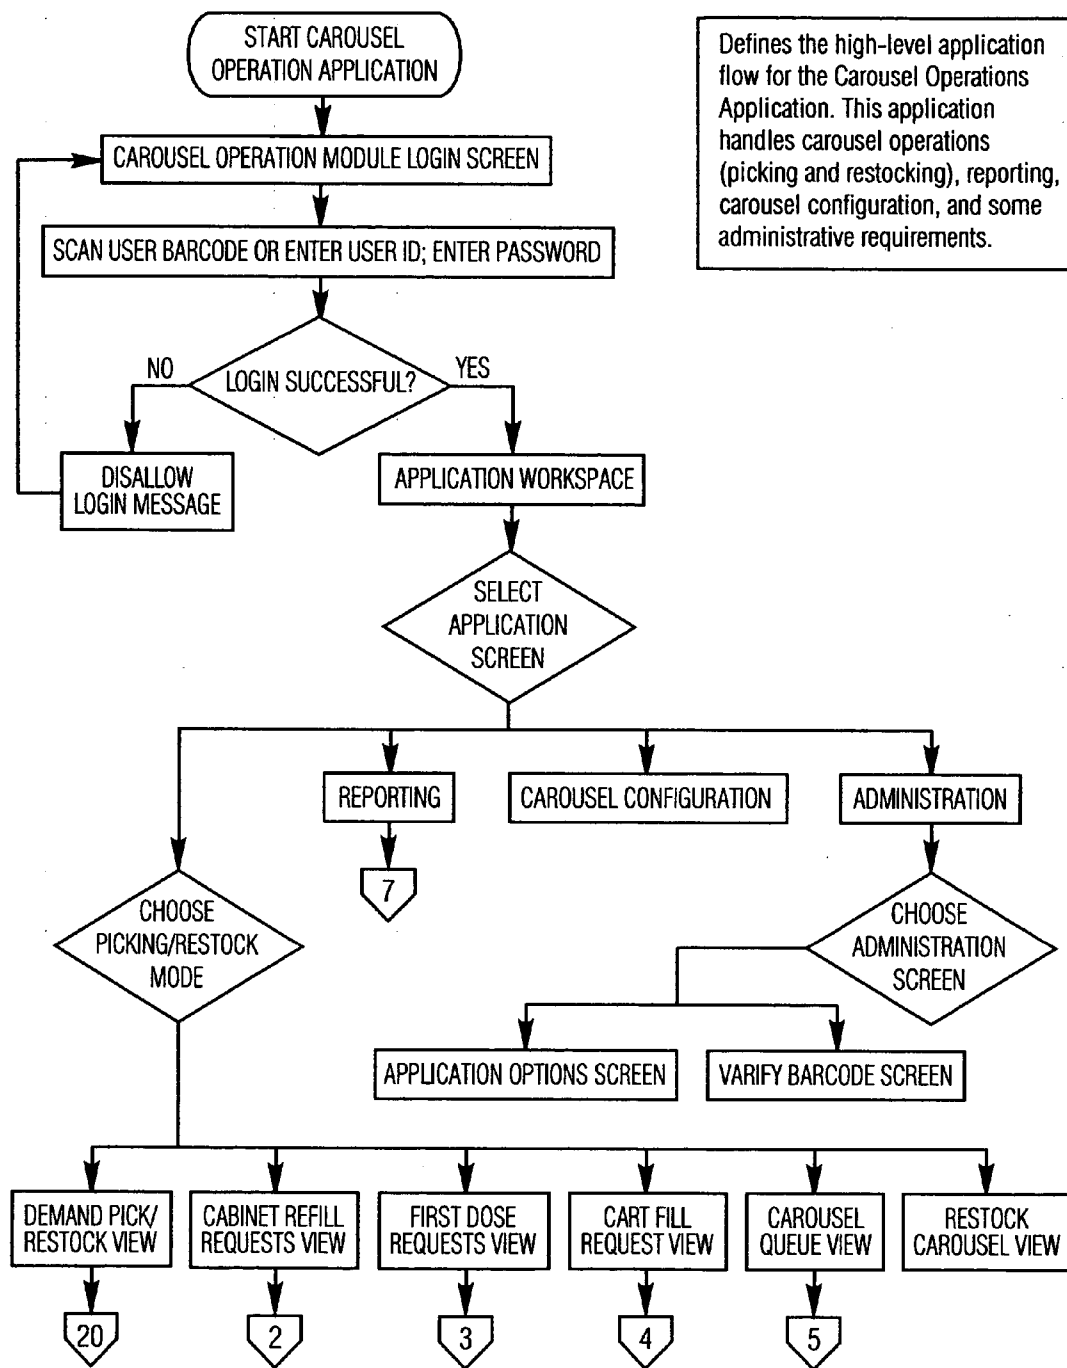 START CAROUSEL
OPERATION APPLICATION
Defines the high-level application
flow for the Carousel Operations
Application. This application
handles carousel operations
(picking and restocking), reporting,
carousel configuration, and some
administrative requirements.
CAROUSEL OPERATION MODULE LOGIN SCREEN
SCAN USER BARCODE OR ENTER USER ID; ENTER PASSWORD
NO
LOGIN SUCCESSFUL?
YES
DISALLOW
LOGIN MESSAGE
APPLICATION WORKSPACE
SELECT
APPLICATION
SCREEN
REPORTING
CAROUSEL CONFIGURATION
ADMINISTRATION
7
CHOOSE
PICKING/RESTOCK
MODE
CHOOSE
ADMINISTRATION
SCREEN
APPLICATION OPTIONS SCREEN
VARIFY BARCODE SCREEN
DEMAND PICK/
RESTOCK VIEW
CABINET REFILL
REQUESTS VIEW
FIRST DOSE
REQUESTS VIEW
CART FILL
REQUEST VIEW
CAROUSEL
QUEUE VIEW
RESTOCK
CAROUSEL VIEW
20
2
3
4
5